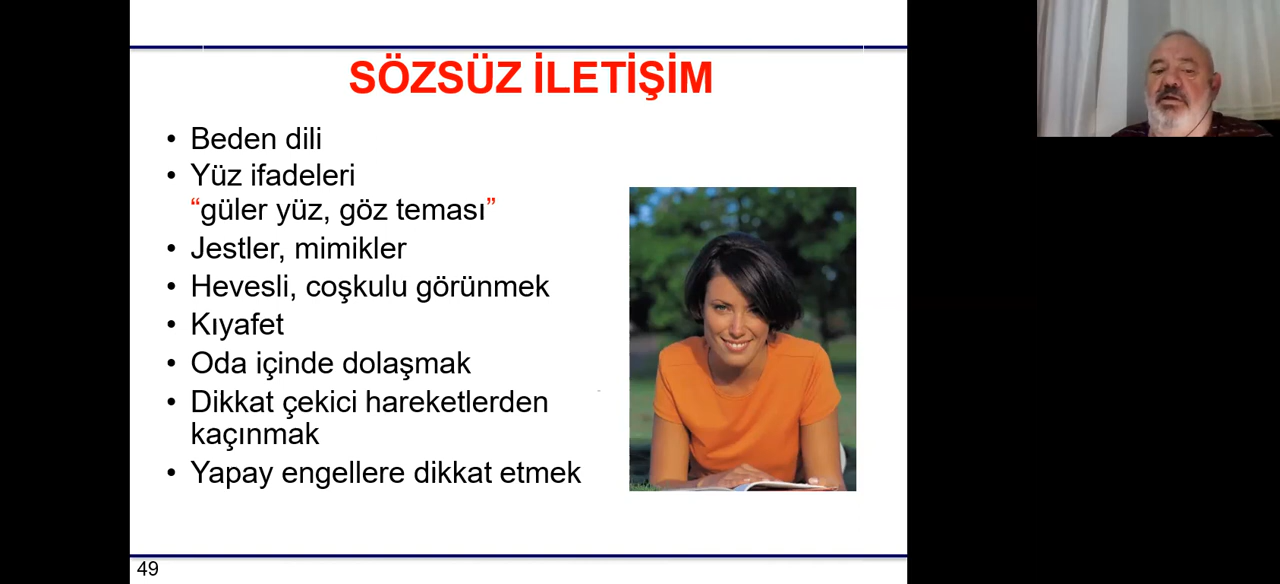 SÖZSÜZ İLETİŞİM
• Beden dili
• Yüz ifadeleri
“güler yüz, göz teması”
• Jestler, mimikler
• Hevesli, coşkulu görünmek
• Kıyafet
• Oda içinde dolaşmak
• Dikkat çekici hareketlerden
kaçınmak
• Yapay engellere dikkat etmek
49